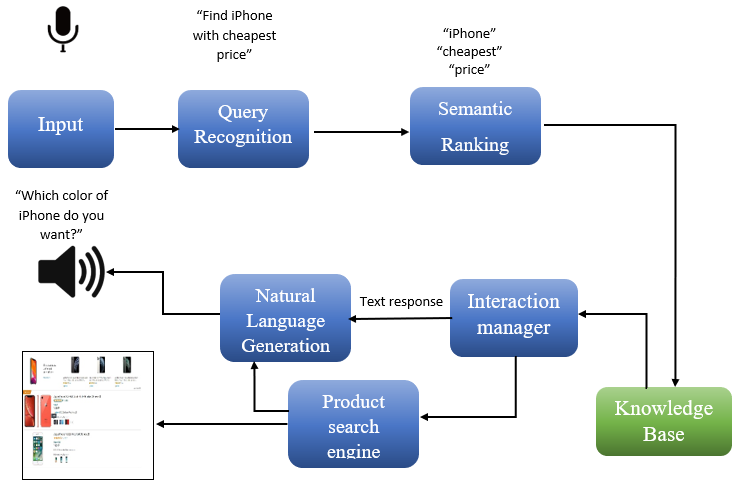 “Find iPhone
with cheapest
price”
“iPhone”
“cheapest”
“price”
Input
Query
Recognition
Semantic
Ranking
“Which color of
iPhone do you
want?”
Natural
Language
Generation
Text response
Interaction
manager
Product
search
engine
Knowledge
Base